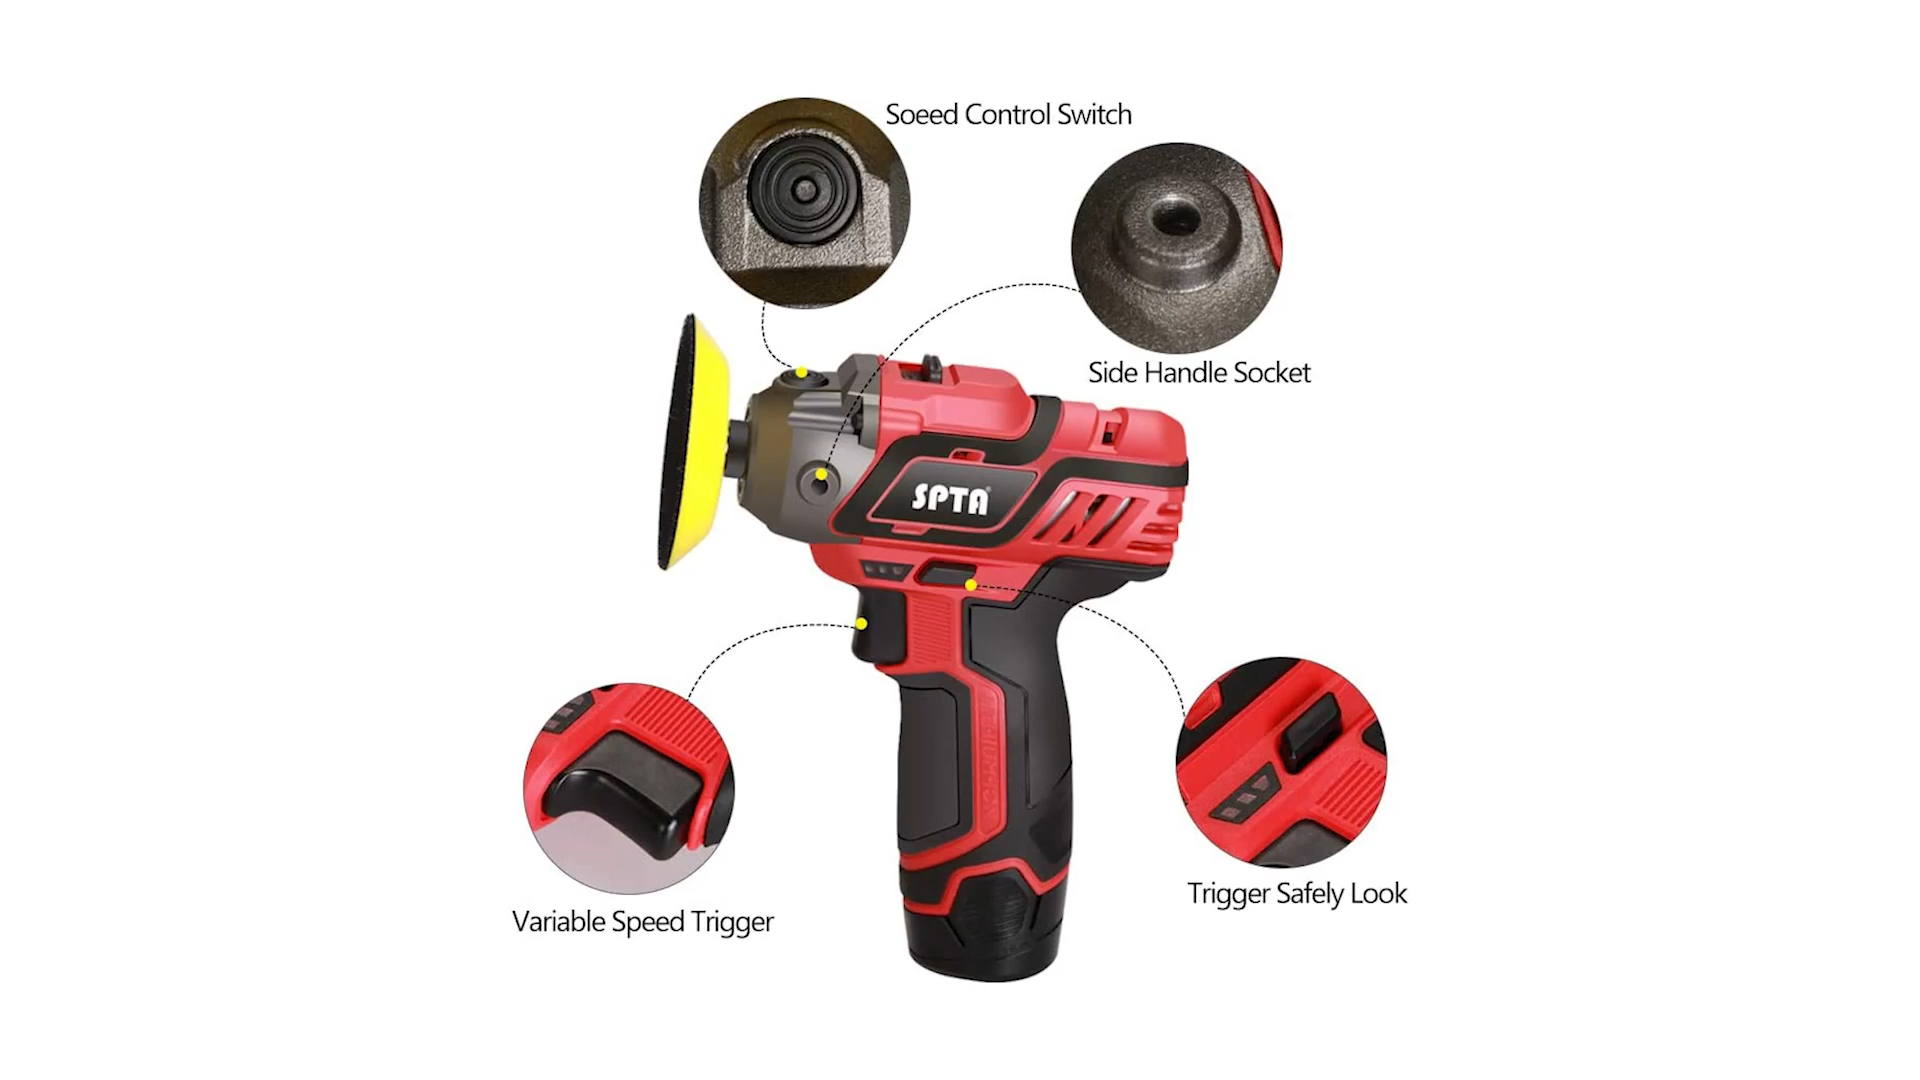 Soeed Control Switch
Side Handle Socket
SPTA
Variable Speed Trigger
Trigger Safely Look